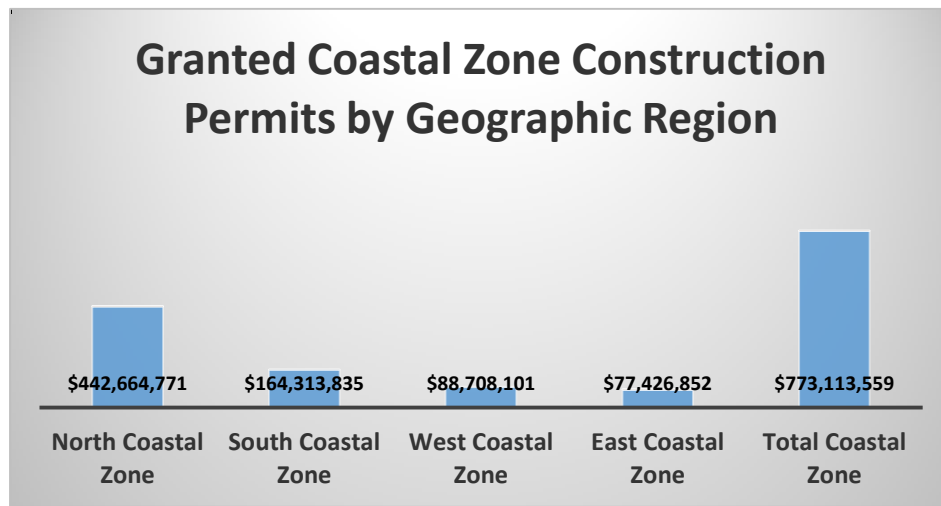 Granted Coastal Zone Construction
Permits by Geographic Region
$442,664,771 $164,313,835 $88,708,101 $77,426,852 $773,113,559
North Coastal South Coastal West Coastal East Coastal Total Coastal
Zone Zone Zone Zone Zone